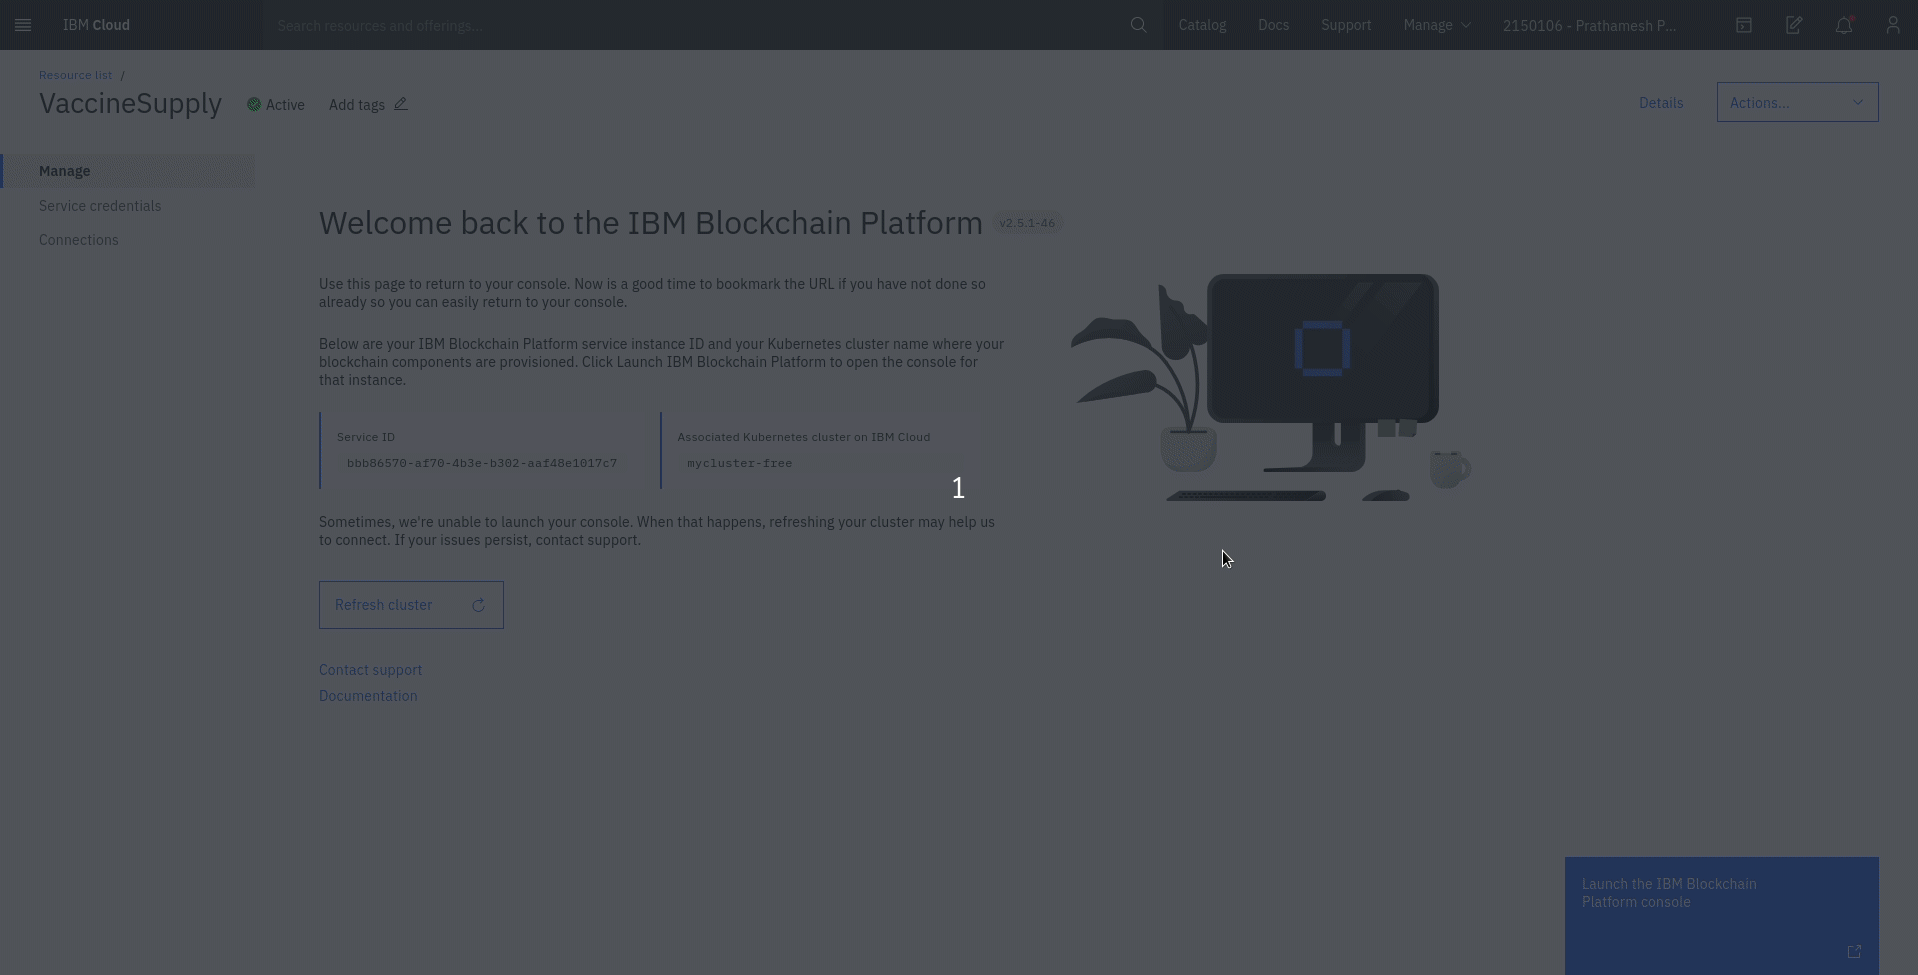 IBM Cloud
Search resources and offerings...
Catalog
Docs
Support
Manage
2150106 - Prathamesh P...
Resource list /
VaccineSupply
Active
Add tags
Details
Actions...
Manage
Service credentials
Connections
Welcome back to the IBM Blockchain Platform
v2.5.1-46
Use this page to return to your console. Now is a good time to bookmark the URL if you have not done so
already so you can easily return to your console.
Below are your IBM Blockchain Platform service instance ID and your Kubernetes cluster name where your
blockchain components are provisioned. Click Launch IBM Blockchain Platform to open the console for
that instance.
Service ID
bbb86570-af70-4b3e-b302-aaf48e1017c7
Associated Kubernetes cluster on IBM Cloud
mycluster-free
1
Sometimes, we're unable to launch your console. When that happens, refreshing your cluster may help us
to connect. If your issues persist, contact support.
Refresh cluster
Contact support
Documentation
Launch the IBM Blockchain
Platform console